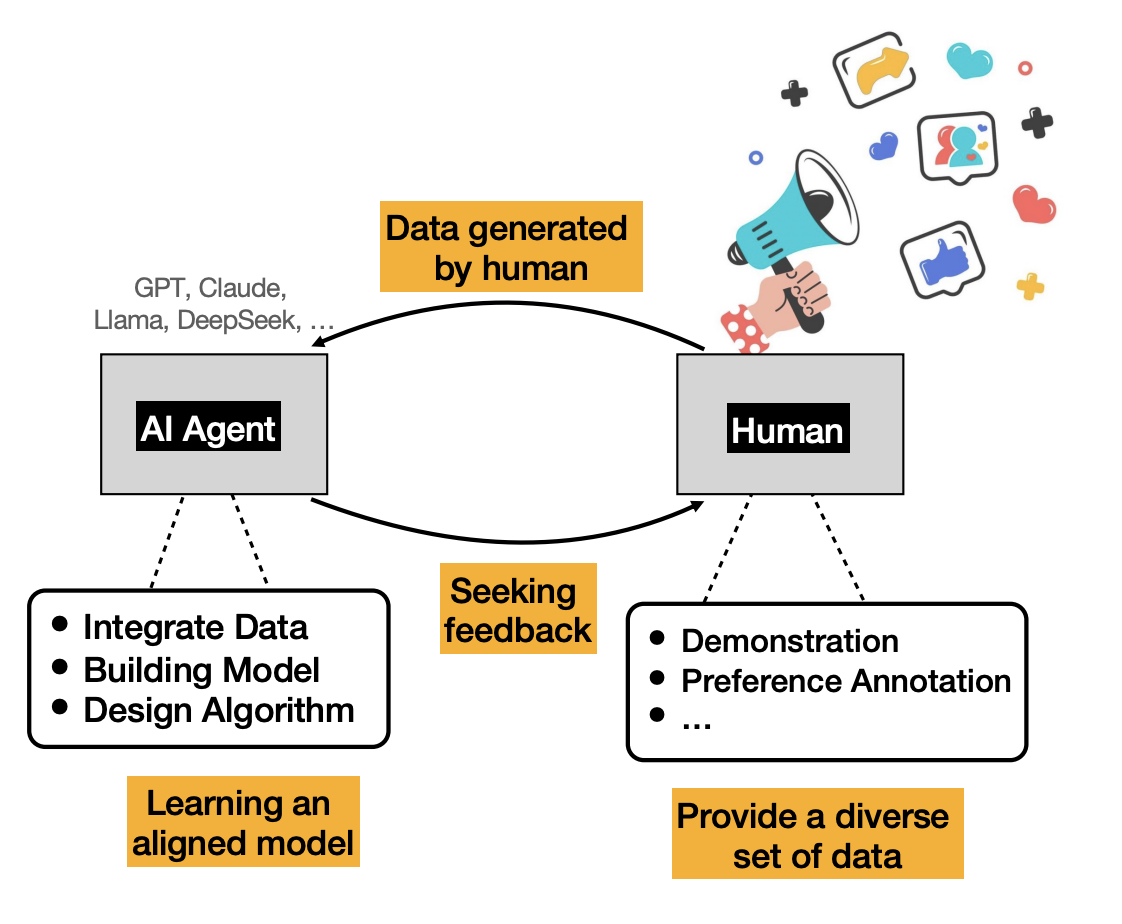 Data generated
by human
GPT, Claude,
Llama, DeepSeek, …
AI Agent
Human
Seeking
feedback
• Integrate Data
• Building Model
• Design Algorithm
• Demonstration
• Preference Annotation
• …
Learning an
aligned model
Provide a diverse
set of data